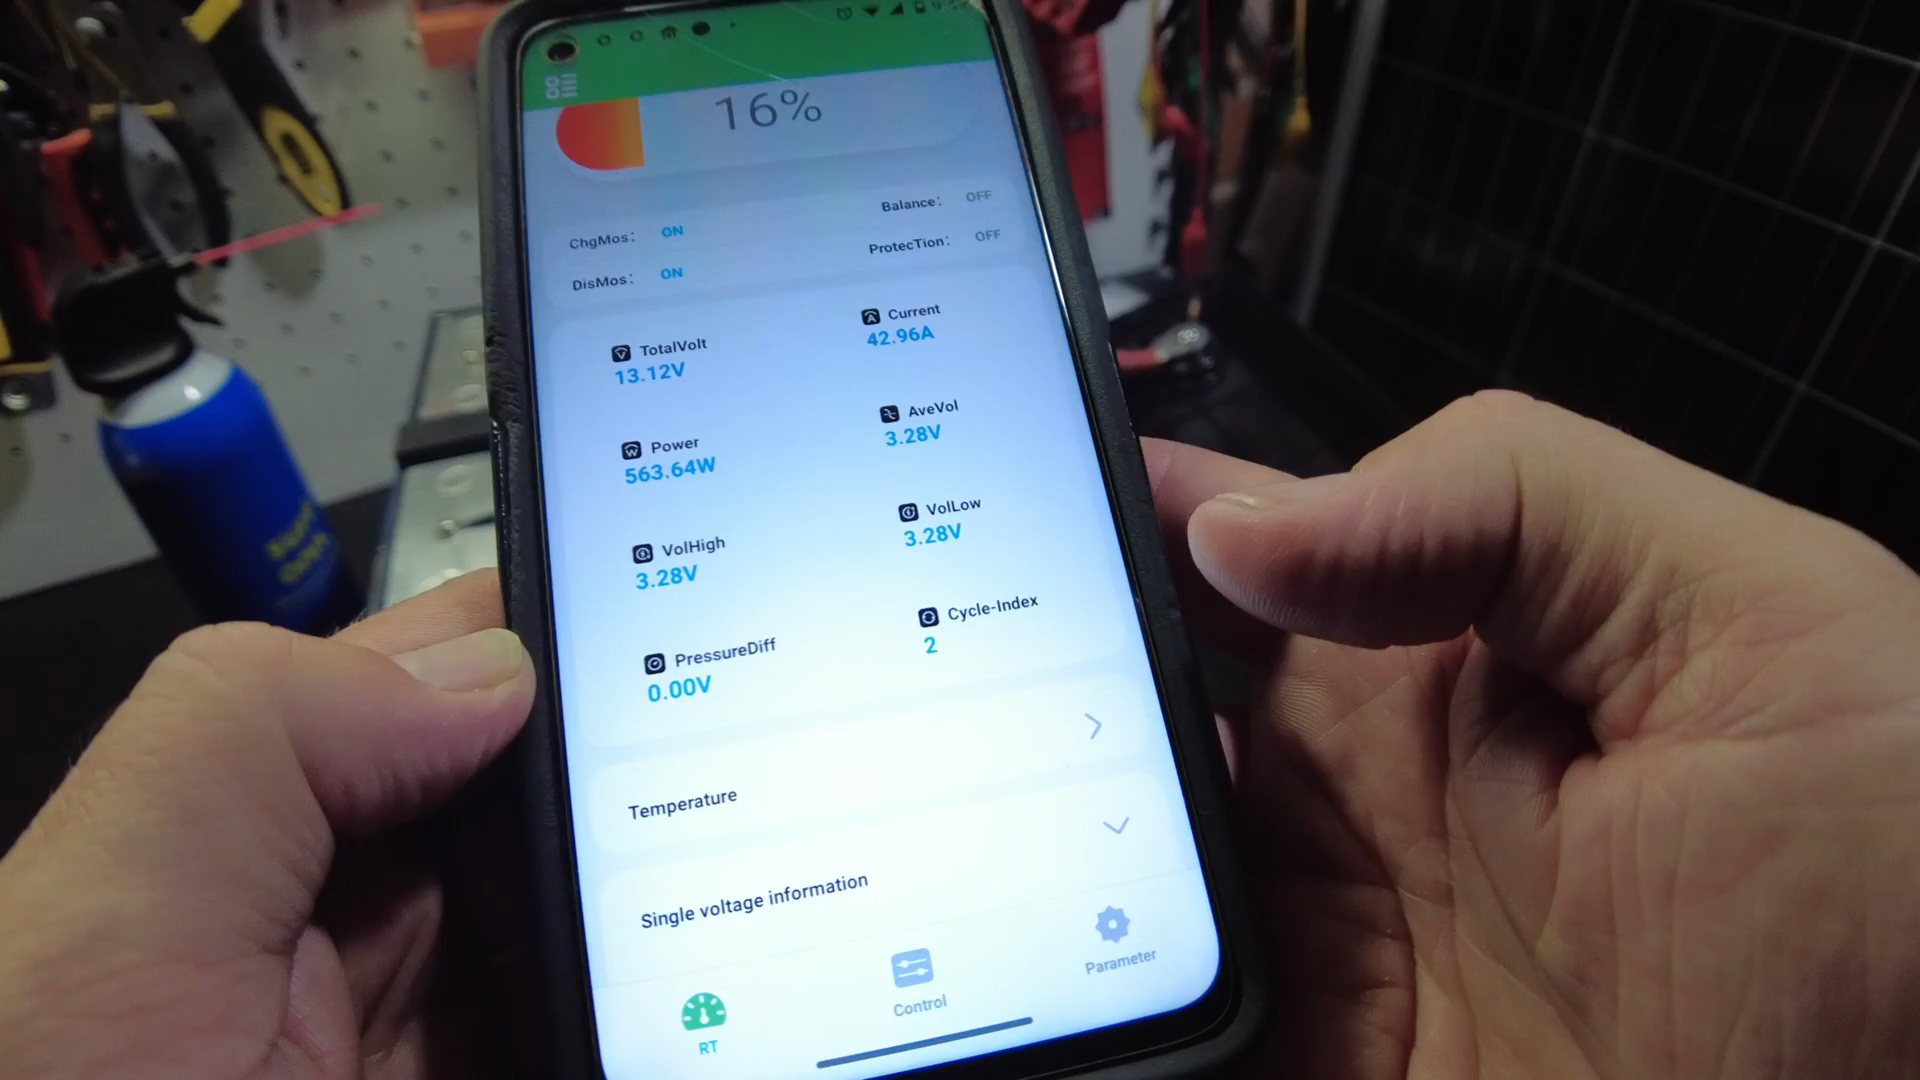 16%
ChgMos: ON
Balance: OFF
DisMos: ON
ProtecTion: OFF
TotalVolt
13.12V
Current
42.96A
Power
563.64W
AveVol
3.28V
VolHigh
3.28V
VolLow
3.28V
PressureDiff
0.00V
Cycle-Index
2
Temperature
Single voltage information
RT
Control
Parameter